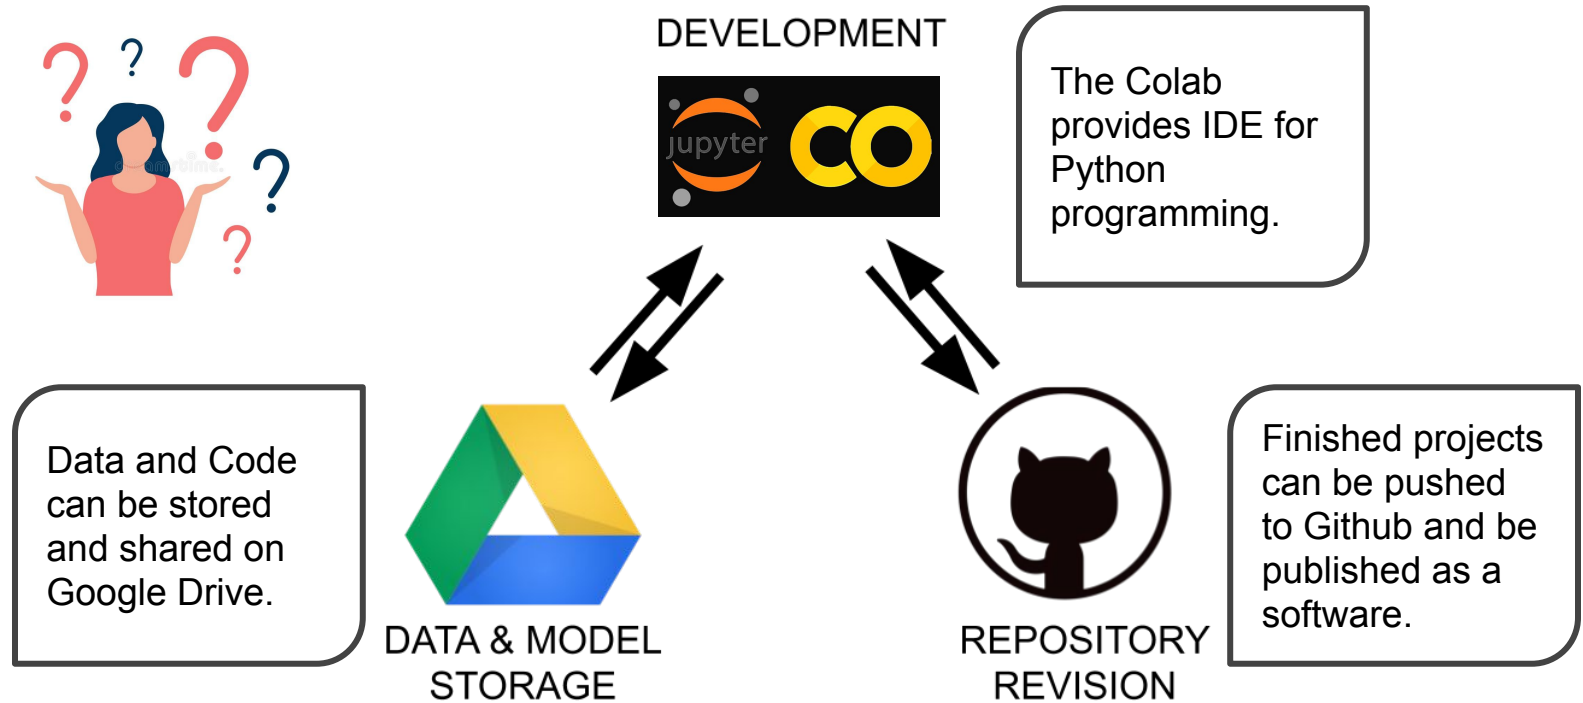 DEVELOPMENT
jupyter
CO
The Colab
provides IDE for
Python
programming.
Data and Code
can be stored
and shared on
Google Drive.
DATA & MODEL
STORAGE
REPOSITORY
REVISION
Finished projects
can be pushed
to Github and be
published as a
software.